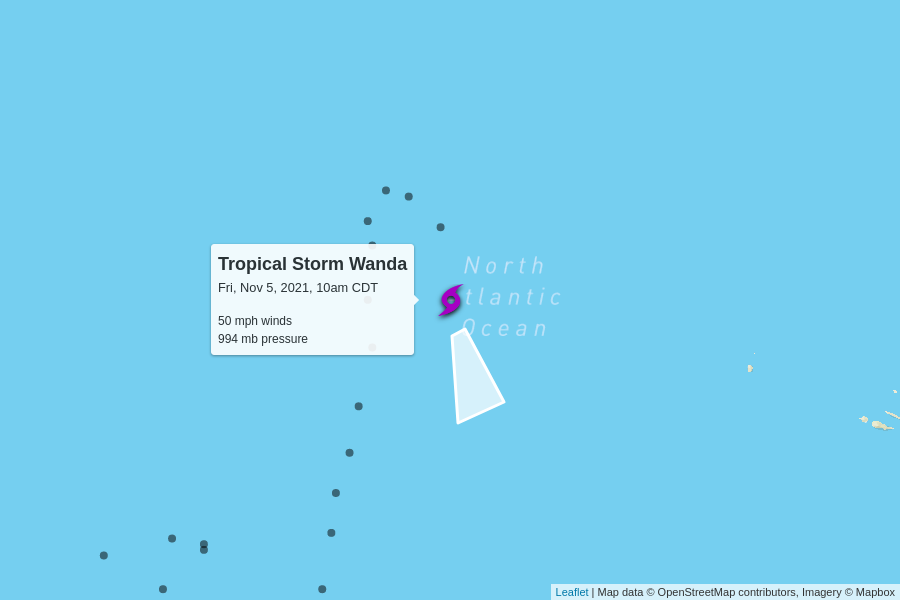 North
tlantic
Ocean
Tropical Storm Wanda
Fri, Nov 5, 2021, 10am CDT
50 mph winds
994 mb pressure
Leaflet | Map data © OpenStreetMap contributors, Imagery © Mapbox